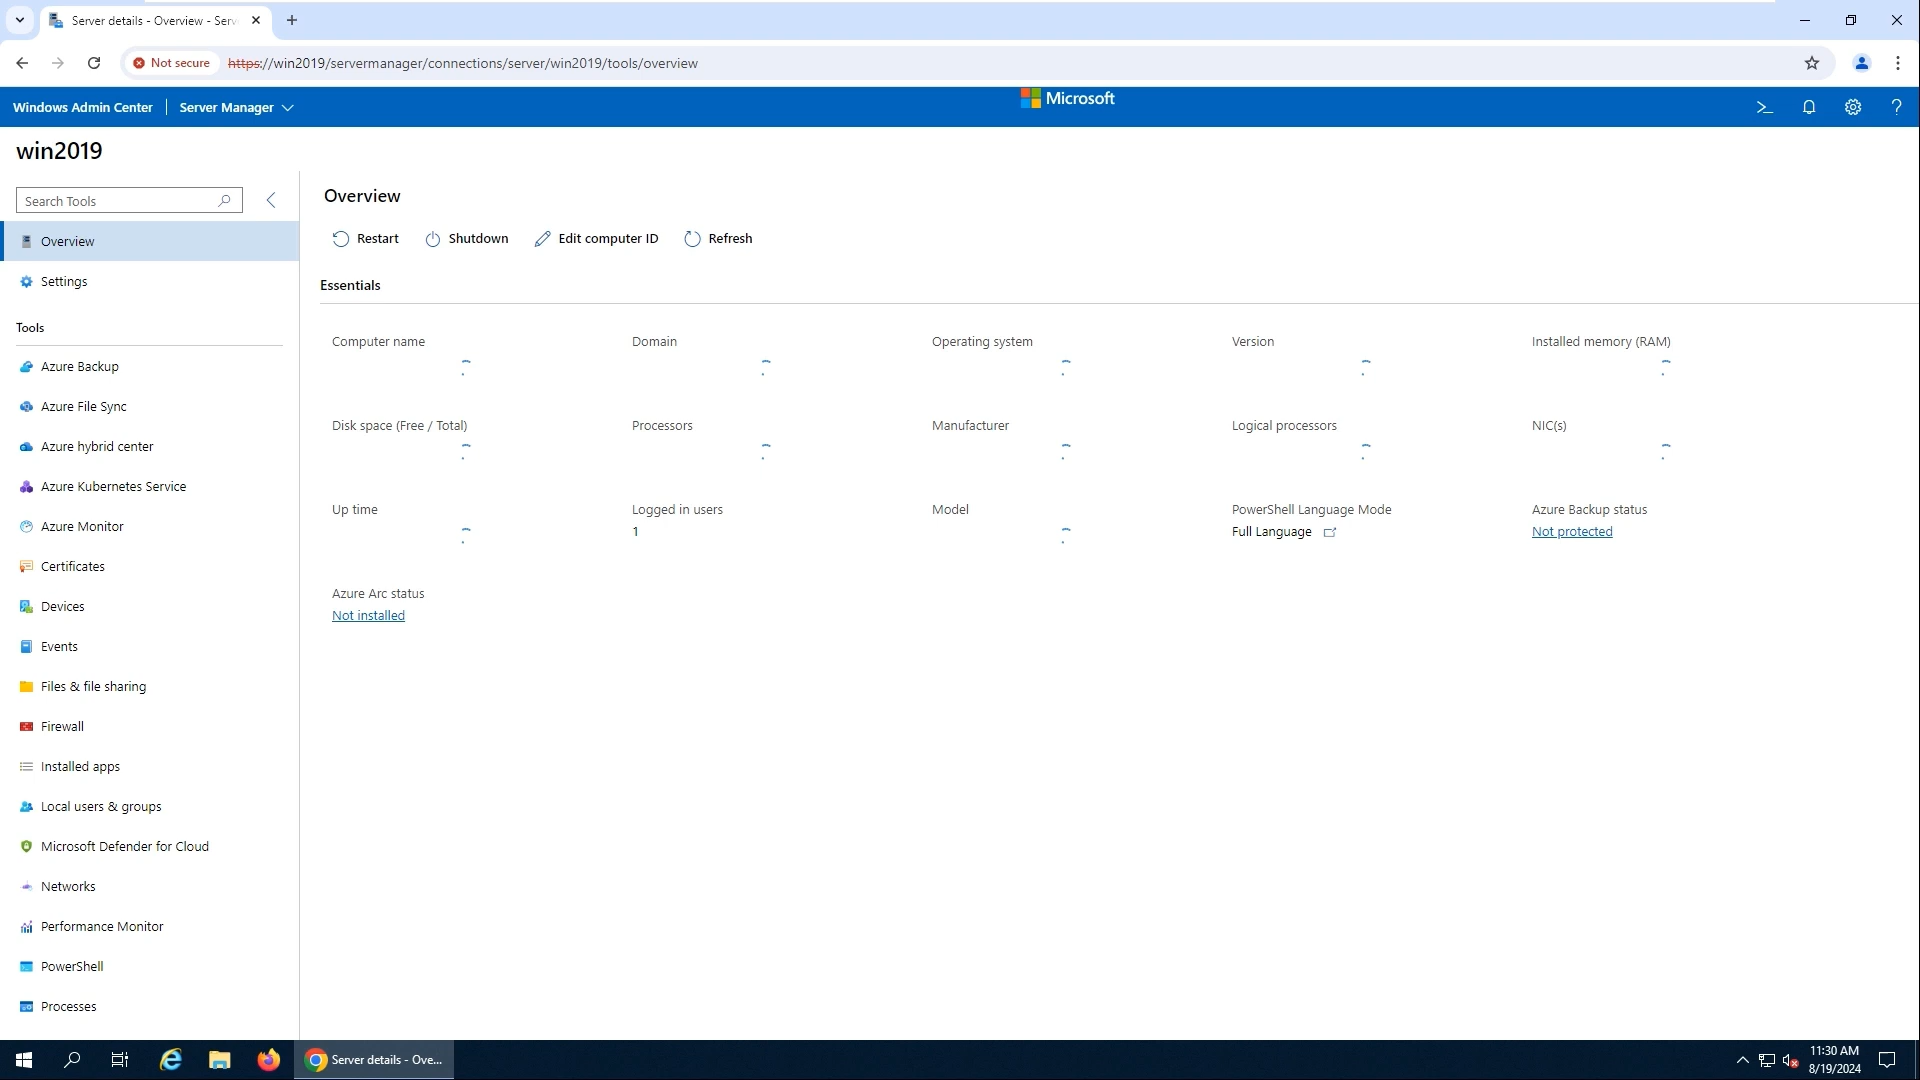 Server details - Overview - Serv
Not secure
https://win2019/servermanager/connections/server/win2019/tools/overview
Windows Admin Center
Server Manager
Microsoft
win2019
Search Tools
Overview
Settings
Tools
Azure Backup
Azure File Sync
Azure hybrid center
Azure Kubernetes Service
Azure Monitor
Certificates
Devices
Events
Files & file sharing
Firewall
Installed apps
Local users & groups
Microsoft Defender for Cloud
Networks
Performance Monitor
PowerShell
Processes
Overview
Restart
Shutdown
Edit computer ID
Refresh
Essentials
Computer name
Domain
Operating system
Version
Installed memory (RAM)
Disk space (Free / Total)
Processors
Manufacturer
Logical processors
NIC(s)
Up time
Logged in users
1
Model
PowerShell Language Mode
Full Language
Azure Backup status
Not protected
Azure Arc status
Not installed
Server details - Ove...
11:30 AM
8/19/2024